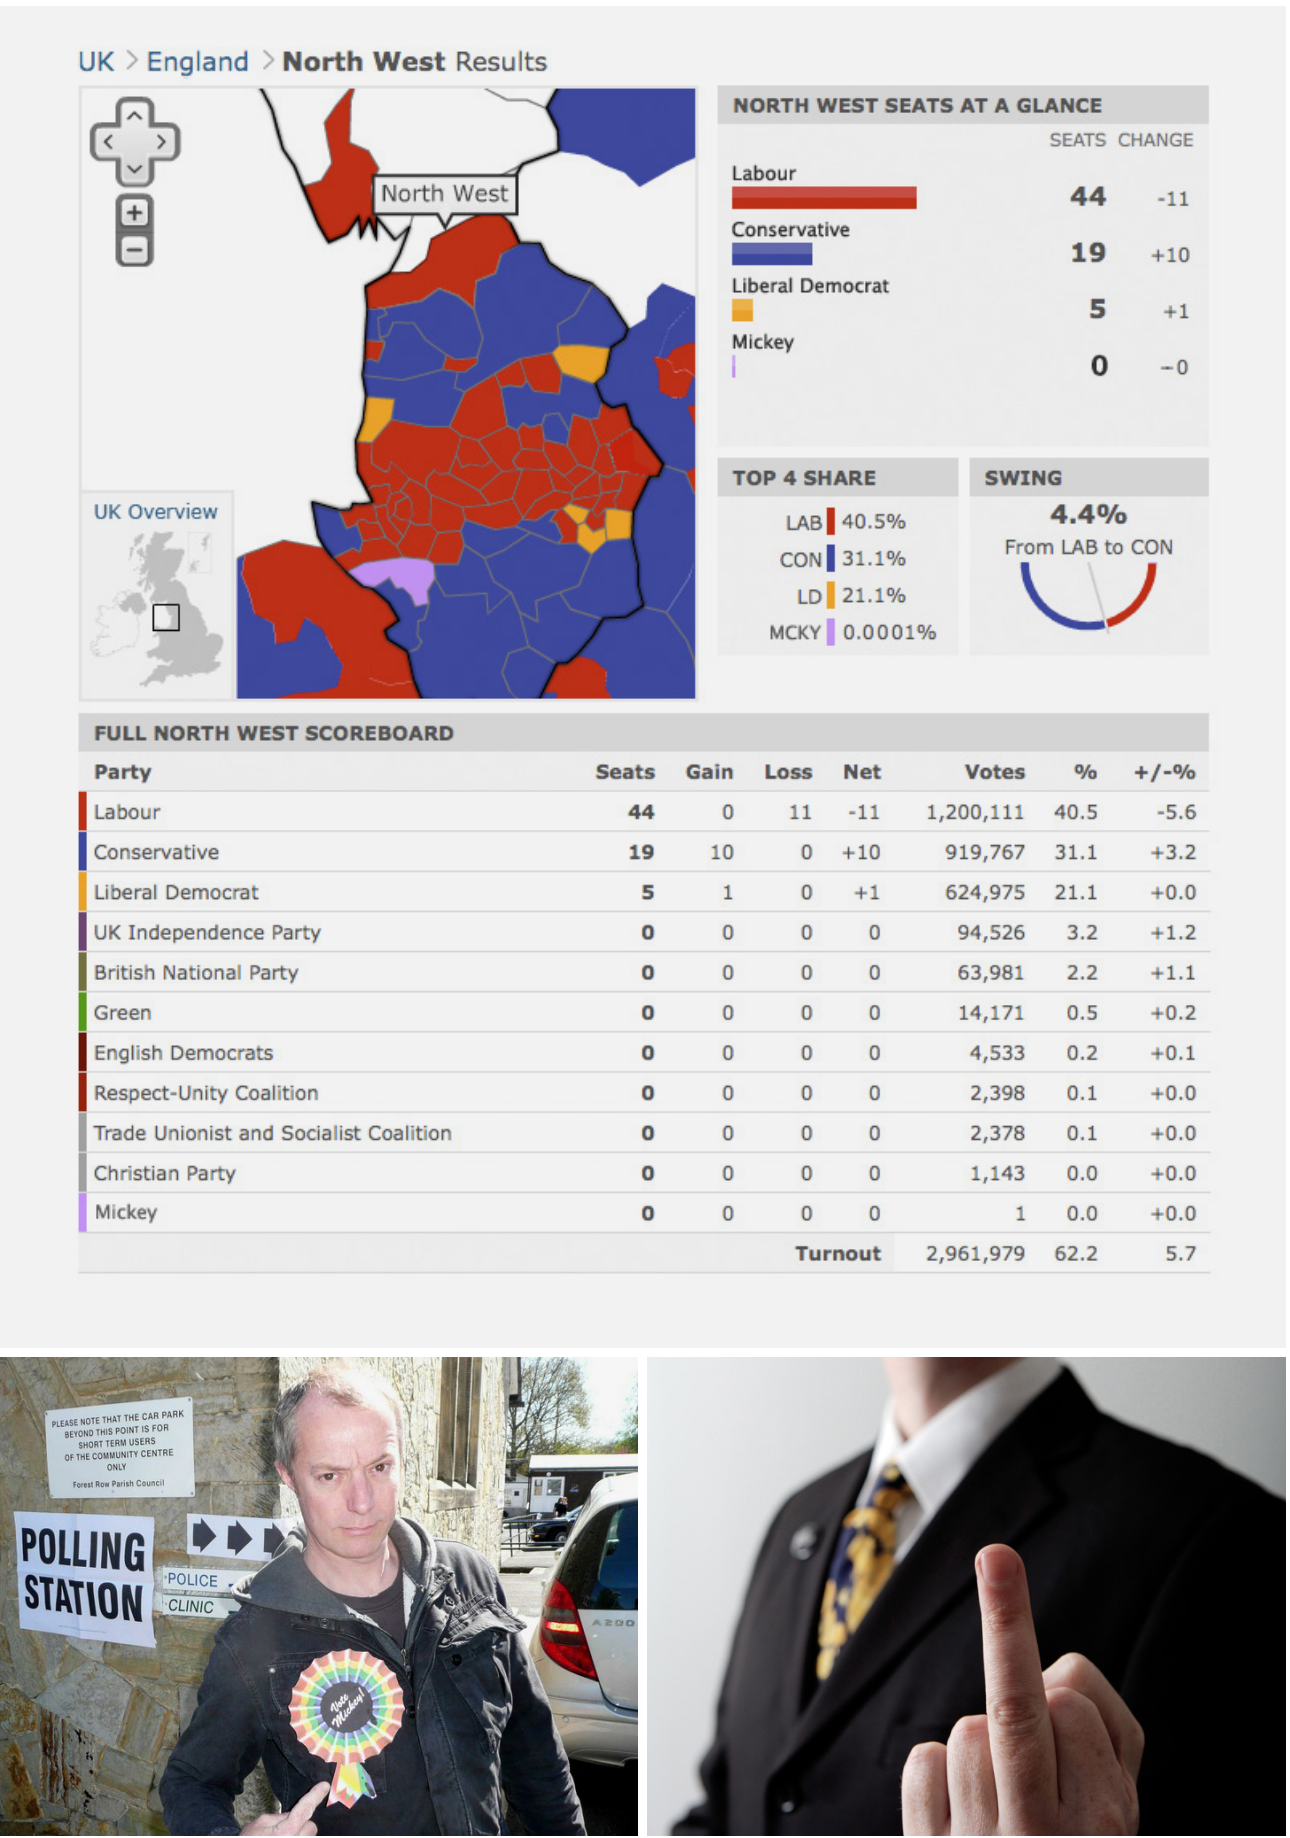 UK > England > North West Results
North West
UK Overview
NORTH WEST SEATS AT A GLANCE
SEATS CHANGE
Labour
44 -11
Conservative
19 +10
Liberal Democrat
5 +1
Mickey
0 -0
TOP 4 SHARE
LAB 40.5%
CON 31.1%
LD 21.1%
MCKY 0.0001%
SWING
4.4%
From LAB to CON
FULL NORTH WEST SCOREBOARD
Party Seats Gain Loss Net Votes % +/-%
Labour 44 0 11 -11 1,200,111 40.5 -5.6
Conservative 19 10 0 +10 919,767 31.1 +3.2
Liberal Democrat 5 1 0 +1 624,975 21.1 +0.0
UK Independence Party 0 0 0 0 94,526 3.2 +1.2
British National Party 0 0 0 0 63,981 2.2 +1.1
Green 0 0 0 0 14,171 0.5 +0.2
English Democrats 0 0 0 0 4,533 0.2 +0.1
Respect-Unity Coalition 0 0 0 0 2,398 0.1 +0.0
Trade Unionist and Socialist Coalition 0 0 0 0 2,378 0.1 +0.0
Christian Party 0 0 0 0 1,143 0.0 +0.0
Mickey 0 0 0 0 1 0.0 +0.0
Turnout 2,961,979 62.2 5.7
PLEASE NOTE THAT THE CAR PARK
BEYOND THIS POINT IS FOR
SHORT TERM USERS
OF THE COMMUNITY CENTRE
ONLY
Forest Row Parish Council
POLLING
STATION
POLICE
CLINIC
Vote
Mickey!
A200